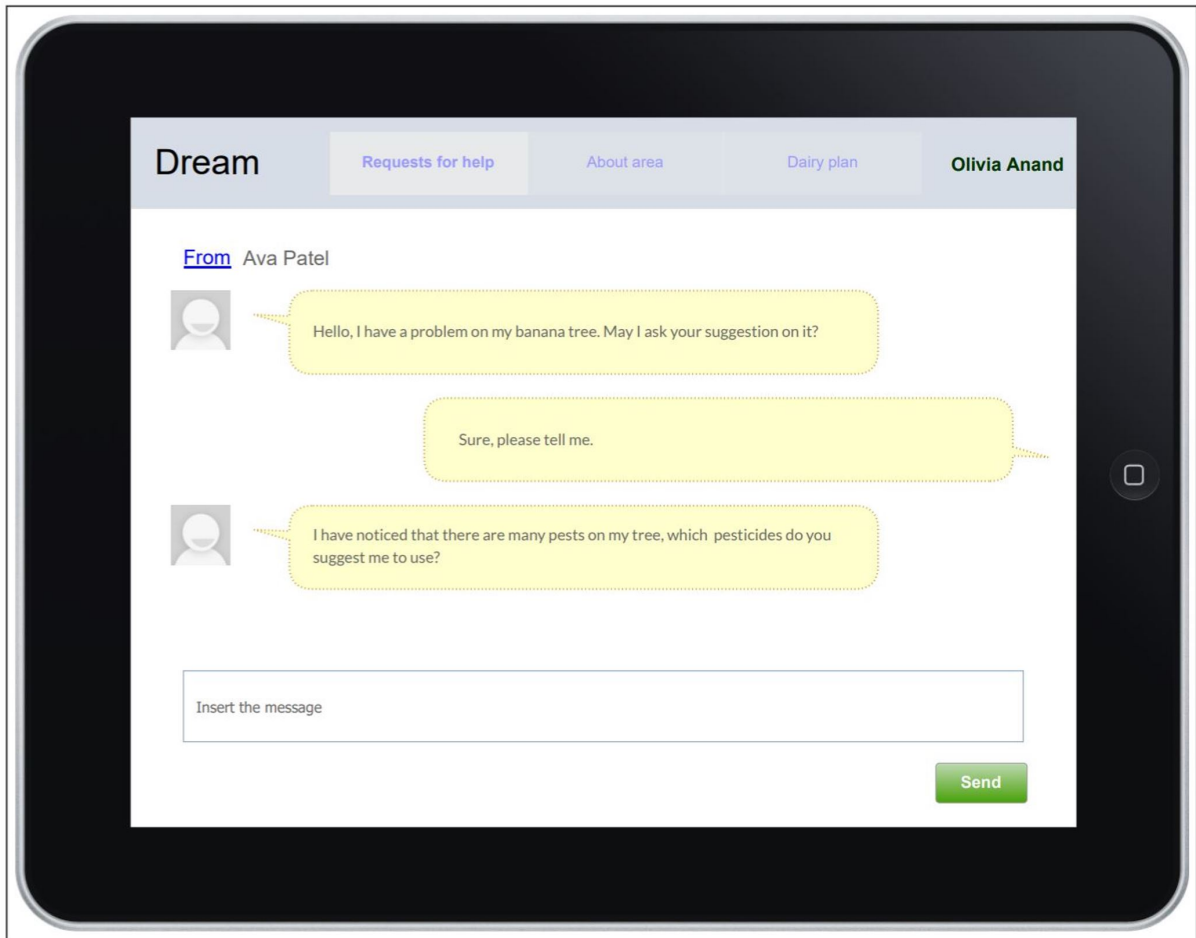 Dream
Requests for help
About area
Dairy plan
Olivia Anand
From Ava Patel
Hello, I have a problem on my banana tree. May I ask your suggestion on it?
Sure, please tell me.
I have noticed that there are many pests on my tree, which pesticides do you
suggest me to use?
Insert the message
Send